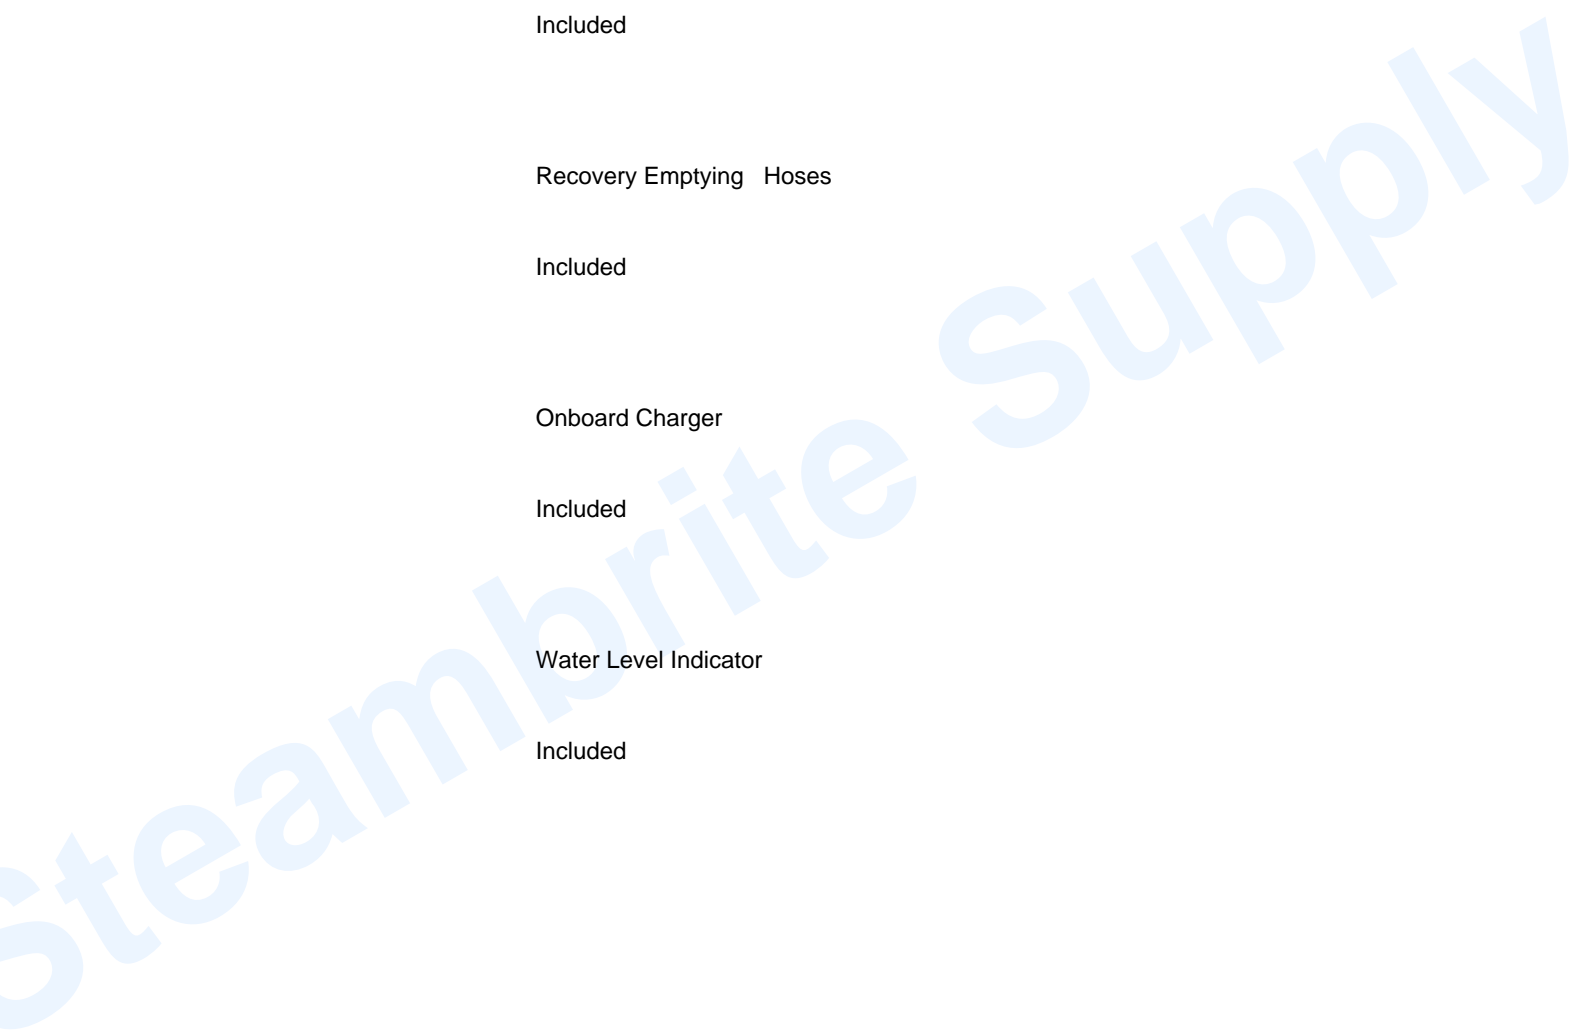 Included
Recovery Emptying   Hoses
Included
Onboard Charger
Included
Water Level Indicator
Included
Steambrite Supply